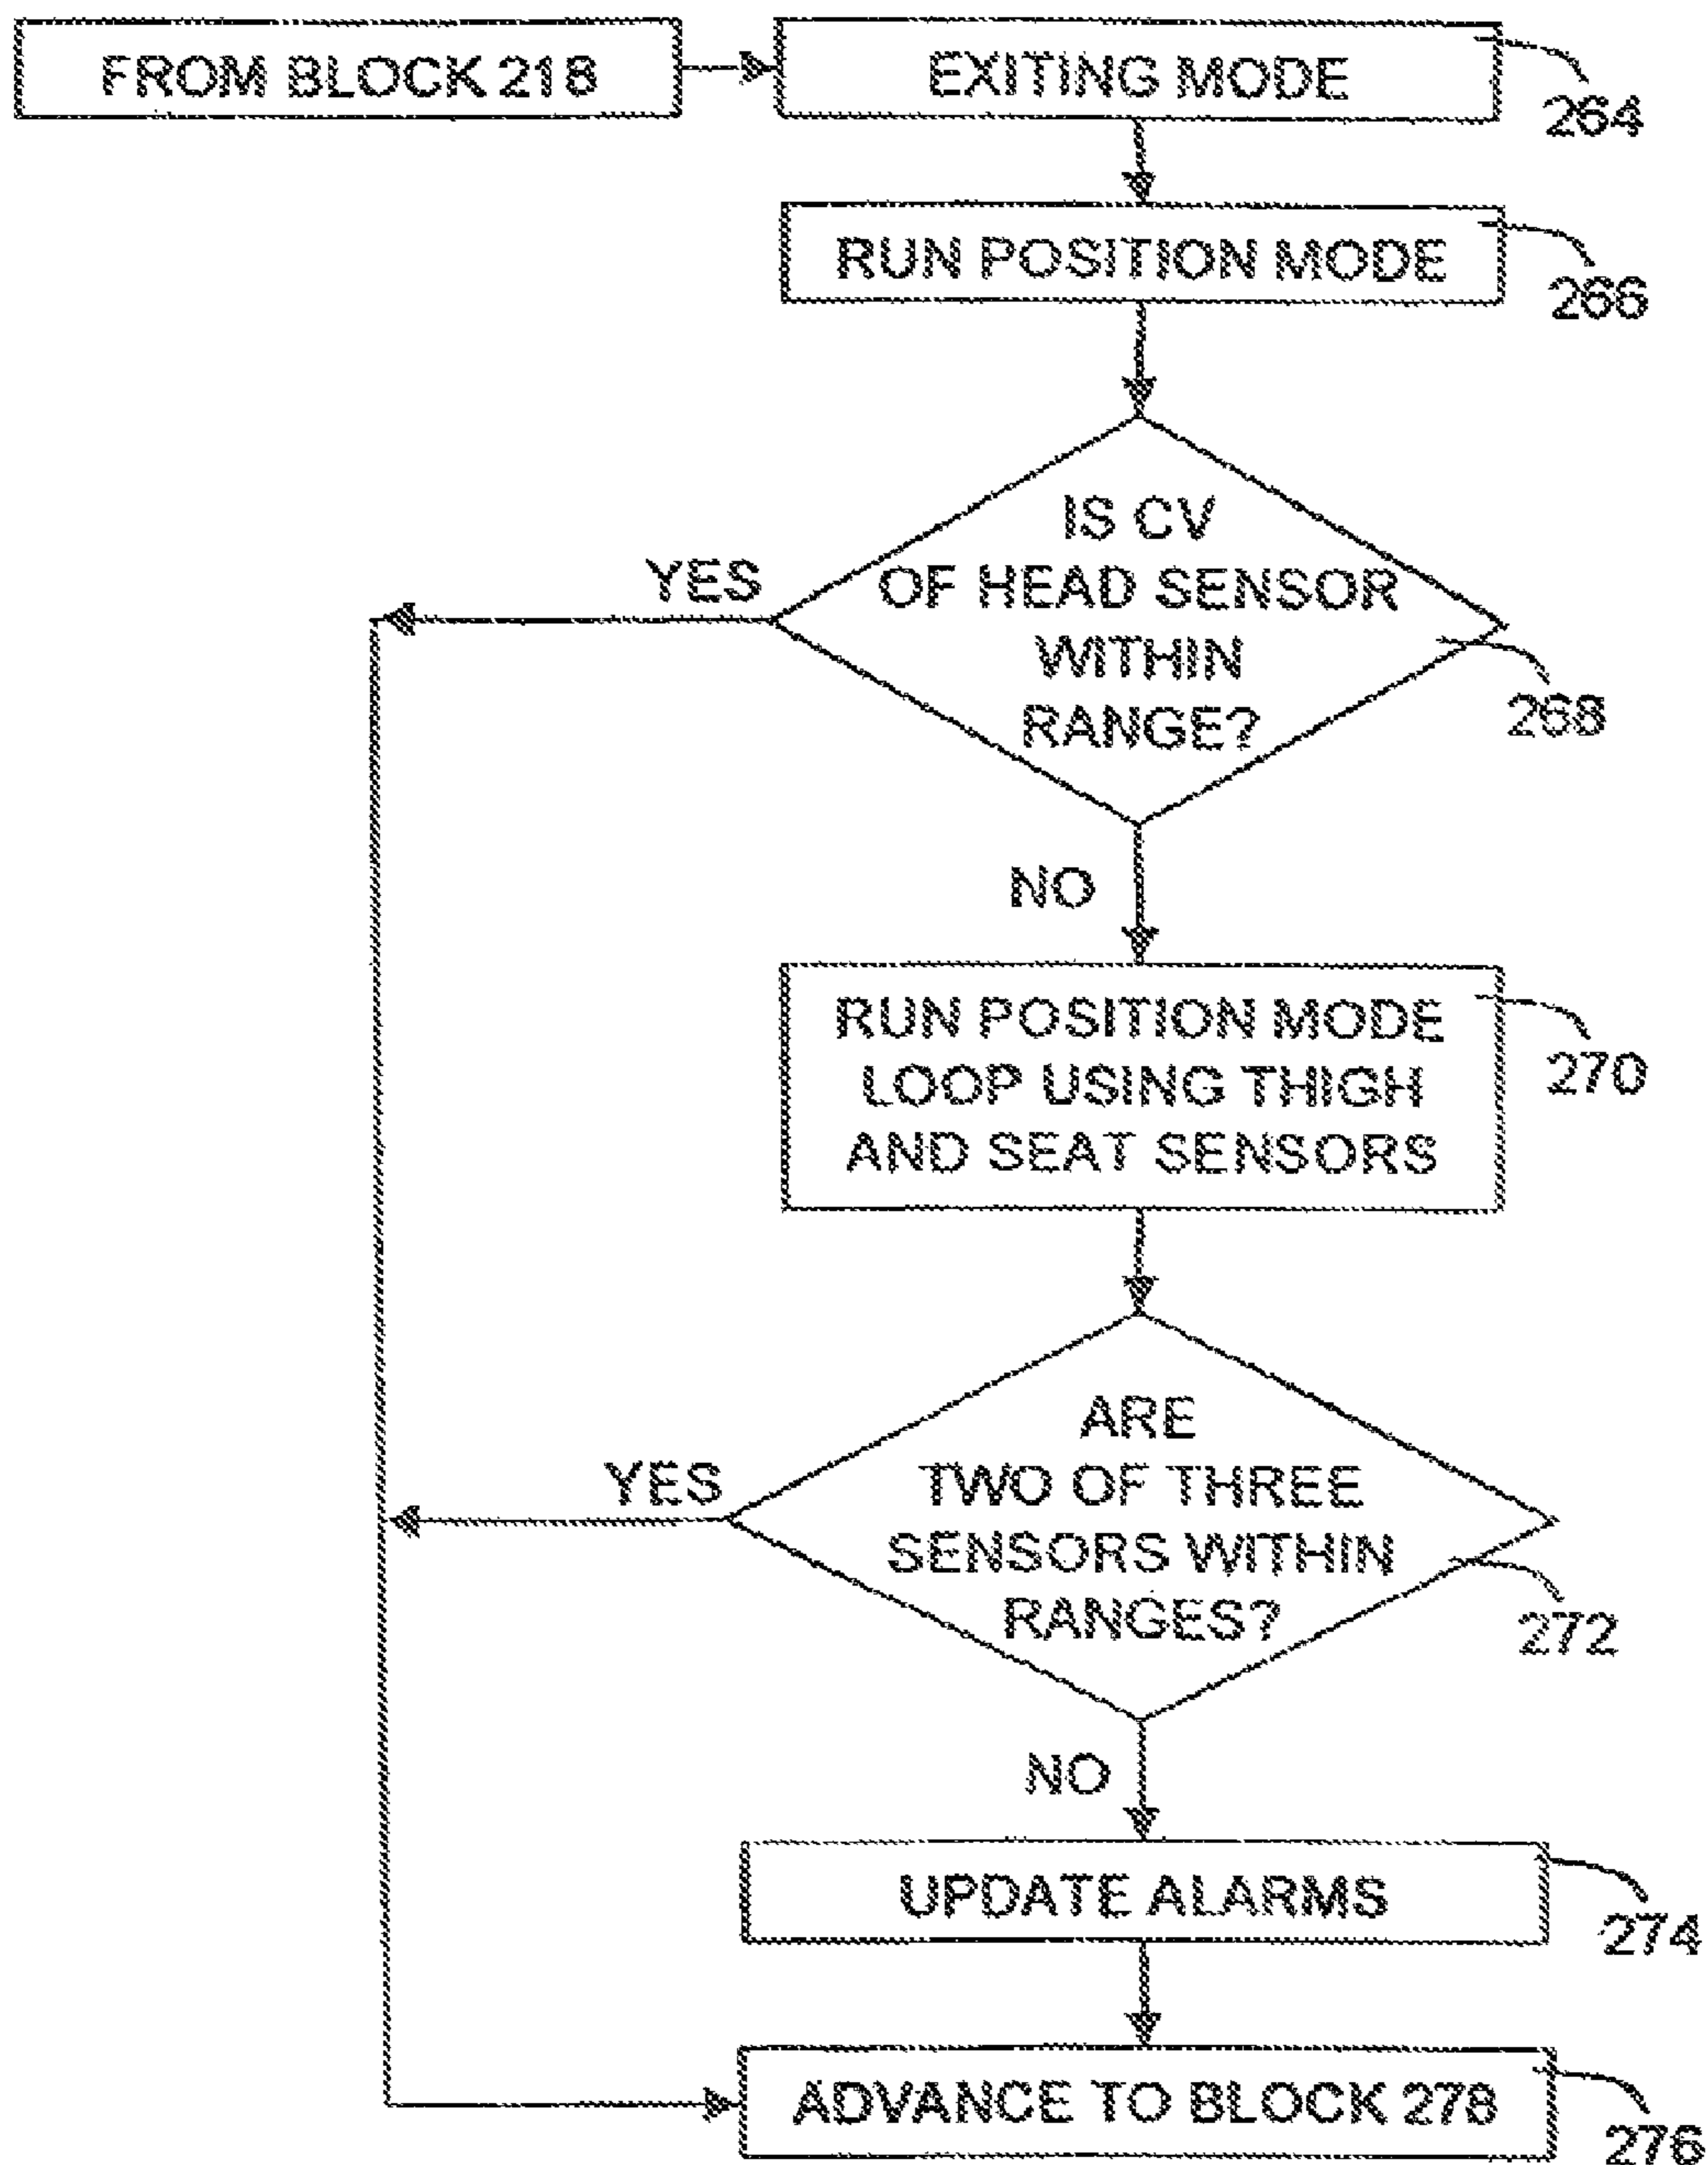 FROM BLOCK 218
EXITING MODE
264
RUN POSITION MODE
266
IS CV
OF HEAD SENSOR
WITHIN
RANGE?
YES
268
NO
RUN POSITION MODE
LOOP USING THIGH
AND SEAT SENSORS
270
ARE
TWO OF THREE
SENSORS WITHIN
RANGES?
YES
272
NO
UPDATE ALARMS
274
ADVANCE TO BLOCK 278
276